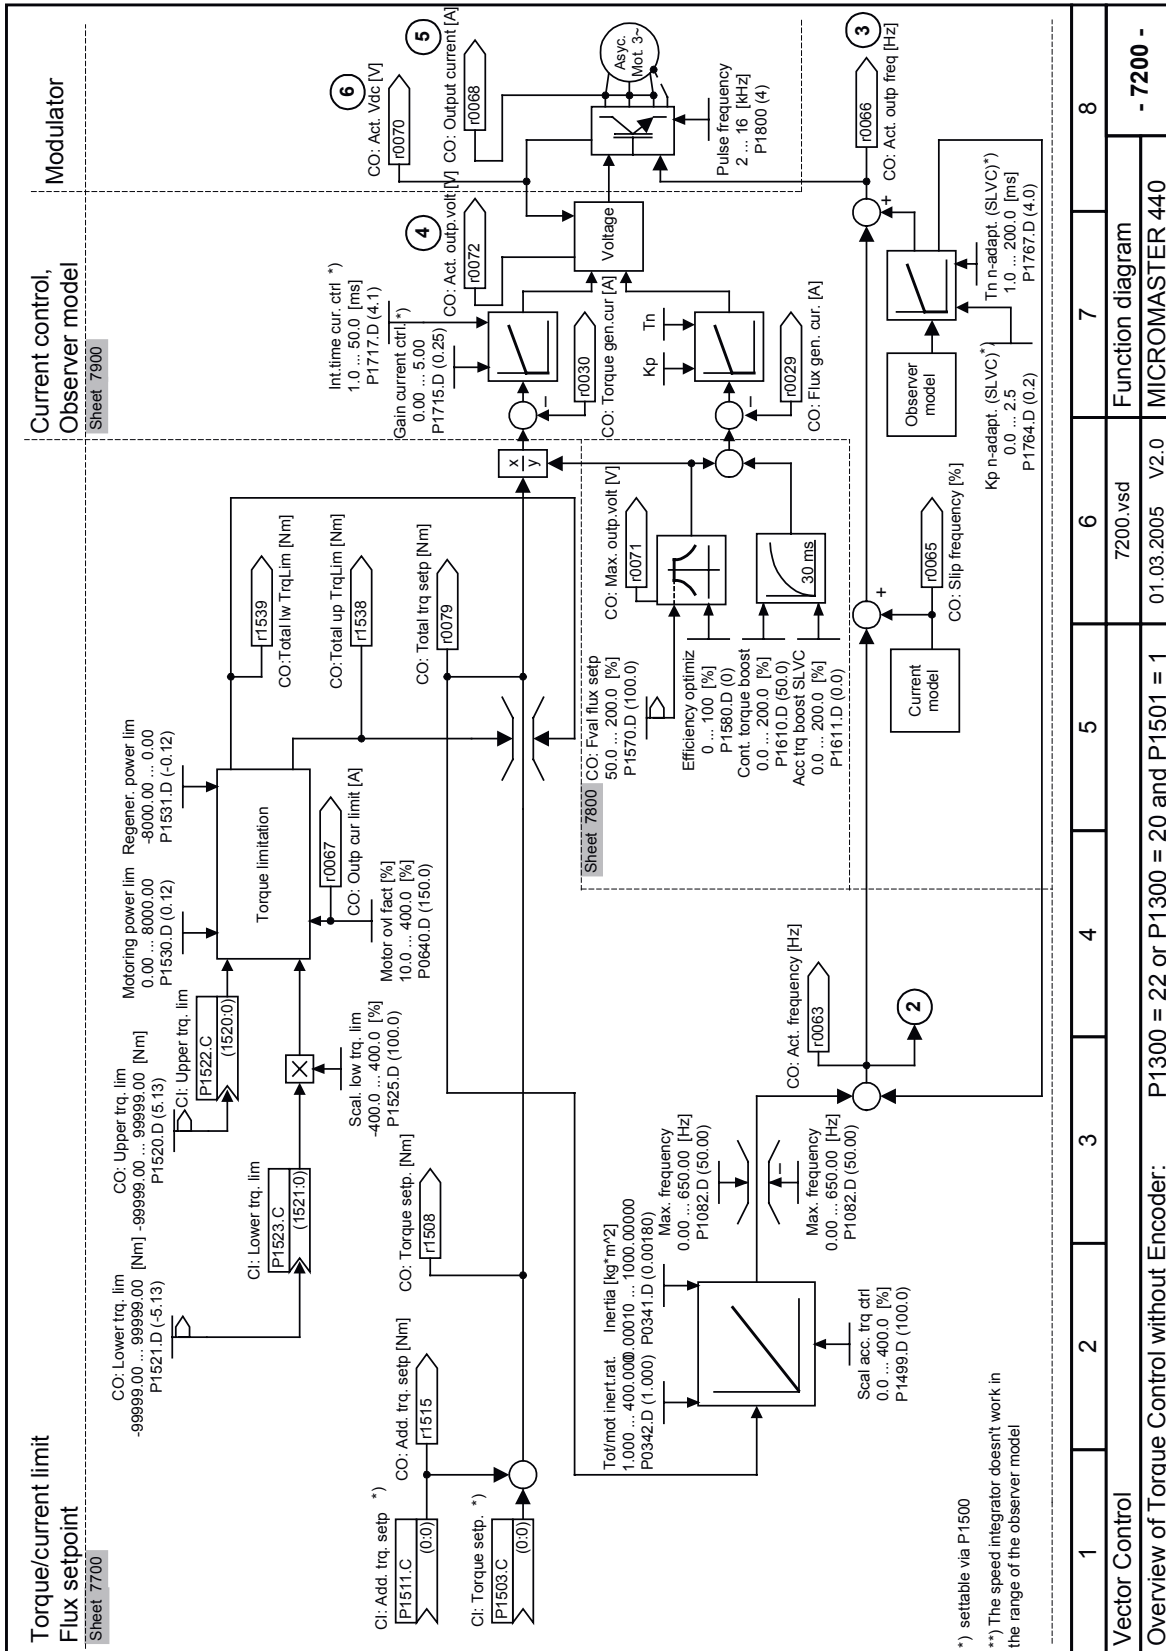 Torque/current limit
Flux setpoint
Sheet 7700
Current control,
Observer model
Sheet 7900
Modulator
CO: Lower trq. lim
-99999.00 ... 99999.00 [Nm]
P1521.D (-5.13)
CO: Upper trq. lim
-99999.00 ... 99999.00 [Nm]
P1520.D (5.13)
CI: Lower trq. lim
P1523.C
(1521:0)
CI: Upper trq. lim
P1522.C
(1520:0)
Motoring power lim
0.00 ... 8000.00
P1530.D (0.12)
Regener. power lim
-8000.00 ... 0.00
P1531.D (-0.12)
Torque limitation
Scal. low trq. lim
-400.0 ... 400.0 [%]
P1525.D (100.0)
r0067
CO: Outp cur limit [A]
Motor ovl fact [%]
10.0 ... 400.0 [%]
P0640.D (150.0)
r1539
CO:Total lw TrqLim [Nm]
CO:Total up TrqLim [Nm]
r1538
CO: Total trq setp [Nm]
r0079
CI: Add. trq. setp *)
P1511.C
(0:0)
CO: Add. trq. setp [Nm]
r1515
CI: Torque setp. *)
P1503.C
(0:0)
CO: Torque setp. [Nm]
r1508
Int.time cur. ctrl *)
1.0 ... 50.0 [ms]
P1717.D (4.1)
Gain current ctrl.*)
0.00 ... 5.00
P1715.D (0.25)
x
y
r0030
CO: Torque gen.cur [A]
Kp
Tn
r0029
CO: Flux gen. cur. [A]
4
CO: Act. outp.volt [V]
r0072
Voltage
6
CO: Act. Vdc [V]
r0070
5
CO: Output current [A]
r0068
Asyc.
Mot. 3~
Pulse frequency
2 ... 16 [kHz]
P1800 (4)
Sheet 7800
CO: Fval flux setp
50.0 ... 200.0 [%]
P1570.D (100.0)
CO: Max. outp.volt [V]
r0071
Efficiency optimiz
0 ... 100 [%]
P1580.D (0)
Cont. torque boost
0.0 ... 200.0 [%]
P1610.D (50.0)
Acc trq boost SLVC
0.0 ... 200.0 [%]
P1611.D (0.0)
30 ms
Tot/mot inert.rat.
1.000 ... 400.000
P0342.D (1.000)
Inertia [kg*m^2]
0.00010 ... 1000.00000
P0341.D (0.00180)
Scal acc. trq ctrl
0.0 ... 400.0 [%]
P1499.D (100.0)
Max. frequency
0.00 ... 650.00 [Hz]
P1082.D (50.00)
–
Max. frequency
0.00 ... 650.00 [Hz]
P1082.D (50.00)
CO: Act. frequency [Hz]
r0063
2
+
Current
model
r0065
CO: Slip frequency [%]
Observer
model
Kp n-adapt. (SLVC)*)
0.0 ... 2.5
P1764.D (0.2)
Tn n-adapt. (SLVC)*)
1.0 ... 200.0 [ms]
P1767.D (4.0)
+
3
r0066
CO: Act. outp freq [Hz]
*) settable via P1500
**) The speed integrator doesn't work in
the range of the observer model
1 2 3 4 5 6 7 8
Vector Control
7200.vsd
Function diagram
- 7200 -
Overview of Torque Control without Encoder: P1300 = 22 or P1300 = 20 and P1501 = 1
01.03.2005 V2.0
MICROMASTER 440